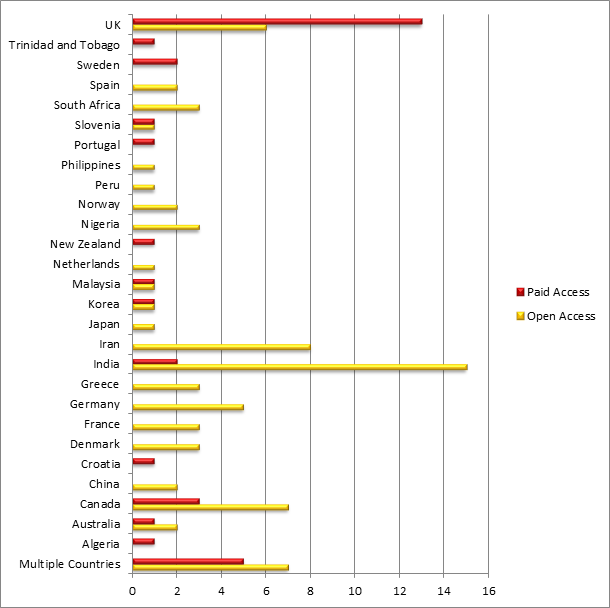 UK
Trinidad and Tobago
Sweden
Spain
South Africa
Slovenia
Portugal
Philippines
Peru
Norway
Nigeria
New Zealand
Netherlands
Malaysia
Korea
Japan
Iran
India
Greece
Germany
France
Denmark
Croatia
China
Canada
Australia
Algeria
Multiple Countries
0 2 4 6 8 10 12 14 16
Paid Access
Open Access